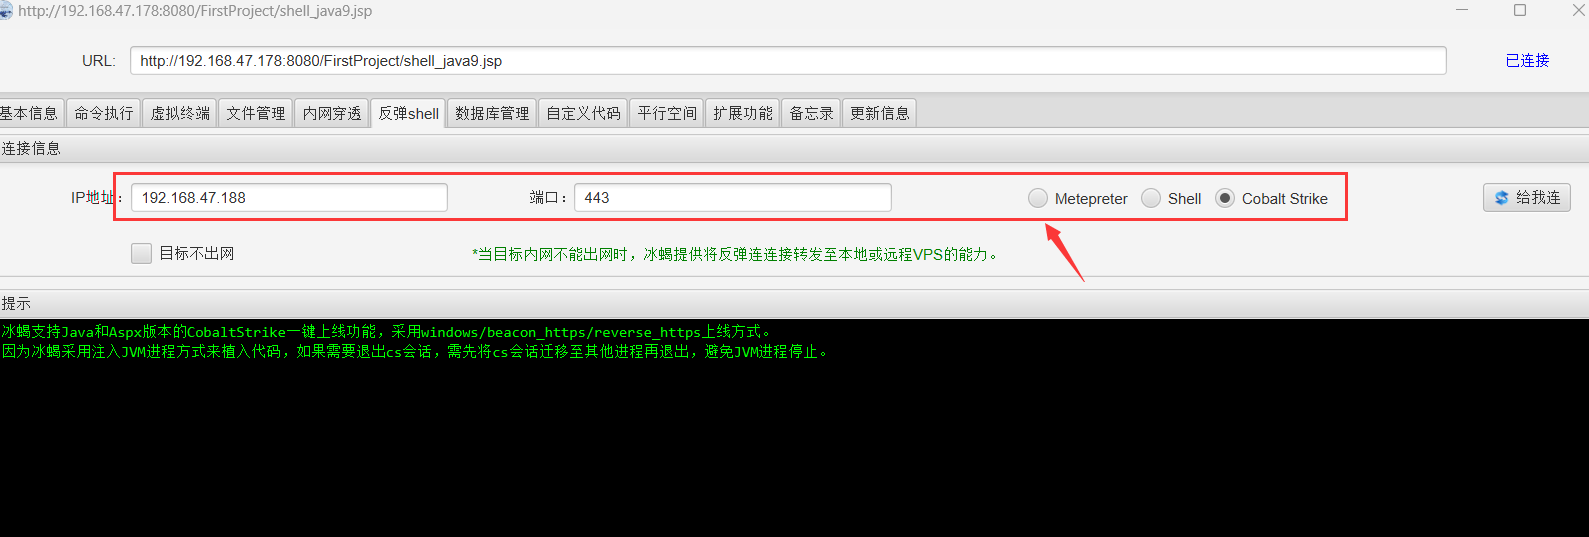 http://192.168.47.178:8080/FirstProject/shell_java9.jsp
URL: http://192.168.47.178:8080/FirstProject/shell_java9.jsp 已连接
基本信息 命令执行 虚拟终端 文件管理 内网穿透 反弹shell 数据库管理 自定义代码 平行空间 扩展功能 备忘录 更新信息
连接信息
IP地址: 192.168.47.188 端口: 443 Metepreter Shell Cobalt Strike 给我连
目标不出网 *当目标内网不能出网时，冰蝎提供将反弹连连接转发至本地或远程VPS的能力。
提示
冰蝎支持Java和Aspx版本的CobaltStrike一键上线功能，采用windows/beacon_https/reverse_https上线方式。
因为冰蝎采用注入JVM进程方式来植入代码，如果需要退出cs会话，需先将cs会话迁移至其他进程再退出，避免JVM进程停止。